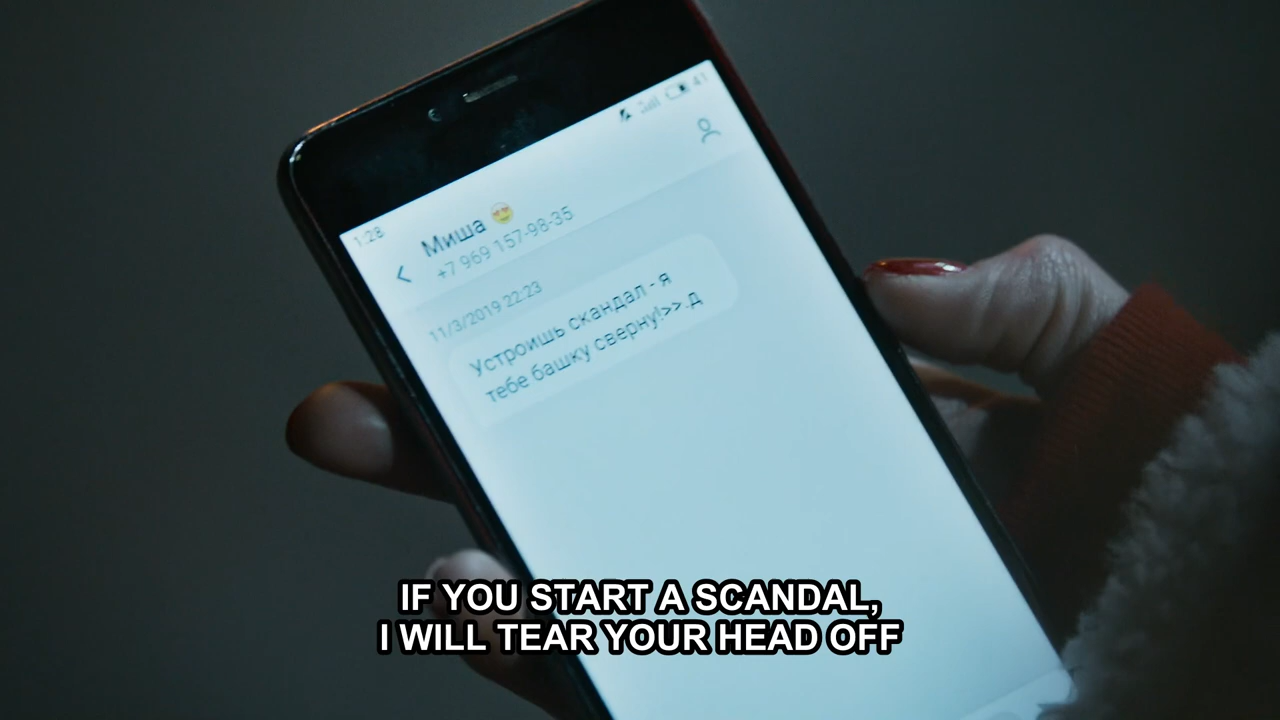 41
1:28
Миша 😍
+7 969 157-98-35
11/3/2019 22:23
Устроишь скандал - я
тебе башку сверну!>>.д
IF YOU START A SCANDAL,
I WILL TEAR YOUR HEAD OFF